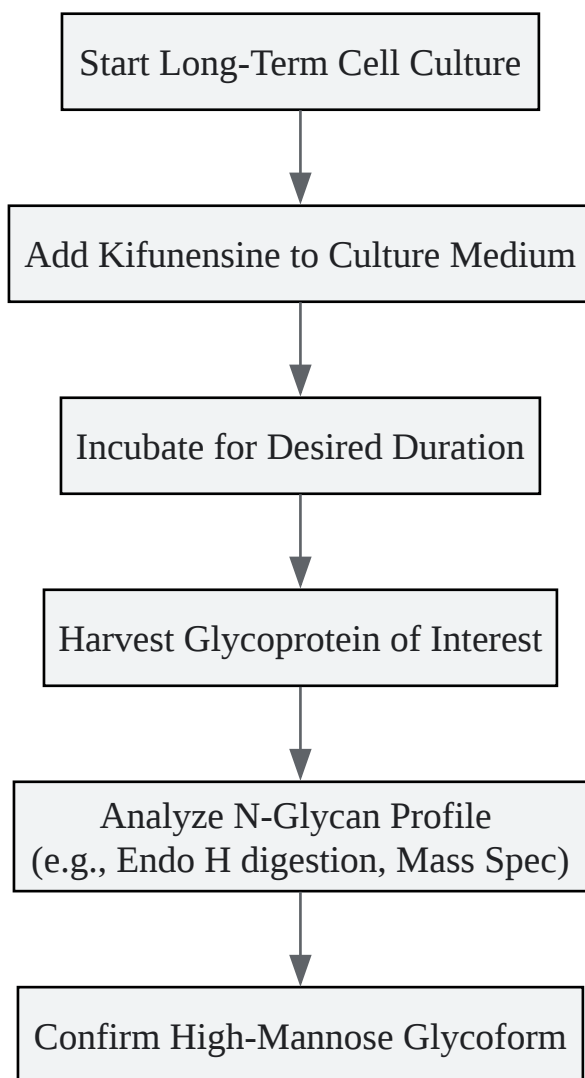 Start Long-Term Cell Culture
Add Kifunensine to Culture Medium
Incubate for Desired Duration
Harvest Glycoprotein of Interest
Analyze N-Glycan Profile
(e.g., Endo H digestion, Mass Spec)
Confirm High-Mannose Glycoform